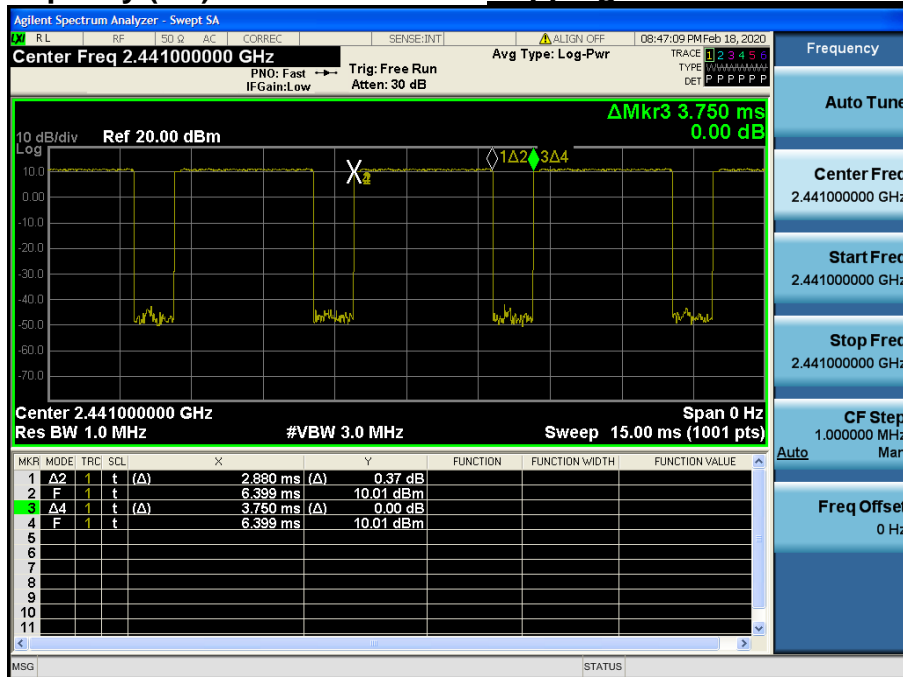 Agilent Spectrum Analyzer - Swept SA
LXI RL RF 50 Ω AC CORREC SENSE:INT ALIGN OFF 08:47:09 PM Feb 18, 2020
Center Freq 2.441000000 GHz Avg Type: Log-Pwr TRACE 1 2 3 4 5 6
PNO: Fast Trig: Free Run TYPE
IFGain:Low Atten: 30 dB DET P P P P P P
Frequency
Auto Tune
ΔMkr3 3.750 ms
0.00 dB
10 dB/div Ref 20.00 dBm
Log
1Δ2 3Δ4
10.0
0.00
-10.0
-20.0
-30.0
-40.0
-50.0
-60.0
-70.0
Center Freq
2.441000000 GHz
Start Freq
2.441000000 GHz
Stop Freq
2.441000000 GHz
Center 2.441000000 GHz Span 0 Hz
Res BW 1.0 MHz #VBW 3.0 MHz Sweep 15.00 ms (1001 pts)
CF Step
1.000000 MHz
Auto Man
MKR MODE TRC SCL X Y FUNCTION FUNCTION WIDTH FUNCTION VALUE
1 Δ2 1 t (Δ) 2.880 ms (Δ) 0.37 dB
2 F 1 t 6.399 ms 10.01 dBm
3 Δ4 1 t (Δ) 3.750 ms (Δ) 0.00 dB
4 F 1 t 6.399 ms 10.01 dBm
5
6
7
8
9
10
11
Freq Offset
0 Hz
MSG STATUS